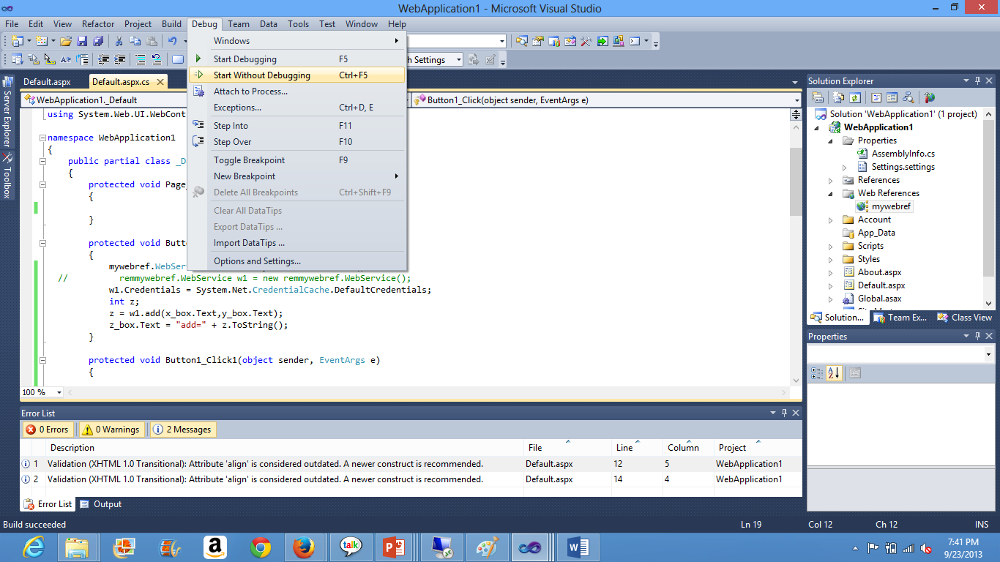 WebApplication1 - Microsoft Visual Studio
File Edit View Refactor Project Build Debug Team Data Tools Test Window Help
Windows
Start Debugging F5
Start Without Debugging Ctrl+F5
Attach to Process...
Exceptions... Ctrl+D, E
Step Into F11
Step Over F10
Toggle Breakpoint F9
New Breakpoint
Delete All Breakpoints Ctrl+Shift+F9
Clear All DataTips
Export DataTips ...
Import DataTips ...
Options and Settings...
Settings
Server Explorer
Toolbox
Default.aspx Default.aspx.cs
WebApplication1._Default
Button1_Click(object sender, EventArgs e)
using System.Web.UI.WebCont
namespace WebApplication1
{
public partial class _D
{
protected void Page
{
}
protected void Butt
{
mywebref.WebServ
// remmywebref.WebService w1 = new remmywebref.WebService();
w1.Credentials = System.Net.CredentialCache.DefaultCredentials;
int z;
z = w1.add(x_box.Text,y_box.Text);
z_box.Text = "add=" + z.ToString();
}
protected void Button1_Click1(object sender, EventArgs e)
{
100 %
Solution Explorer
Solution 'WebApplication1' (1 project)
WebApplication1
Properties
AssemblyInfo.cs
Settings.settings
References
Web References
mywebref
Account
App_Data
Scripts
Styles
About.aspx
Default.aspx
Global.asax
Solution... Team Ex... Class View
Properties
Error List
0 Errors 0 Warnings 2 Messages
Description File Line Column Project
1 Validation (XHTML 1.0 Transitional): Attribute 'align' is considered outdated. A newer construct is recommended. Default.aspx 12 5 WebApplication1
2 Validation (XHTML 1.0 Transitional): Attribute 'align' is considered outdated. A newer construct is recommended. Default.aspx 14 4 WebApplication1
Error List Output
Build succeeded Ln 19 Col 12 Ch 12 INS
talk
7:41 PM
9/23/2013